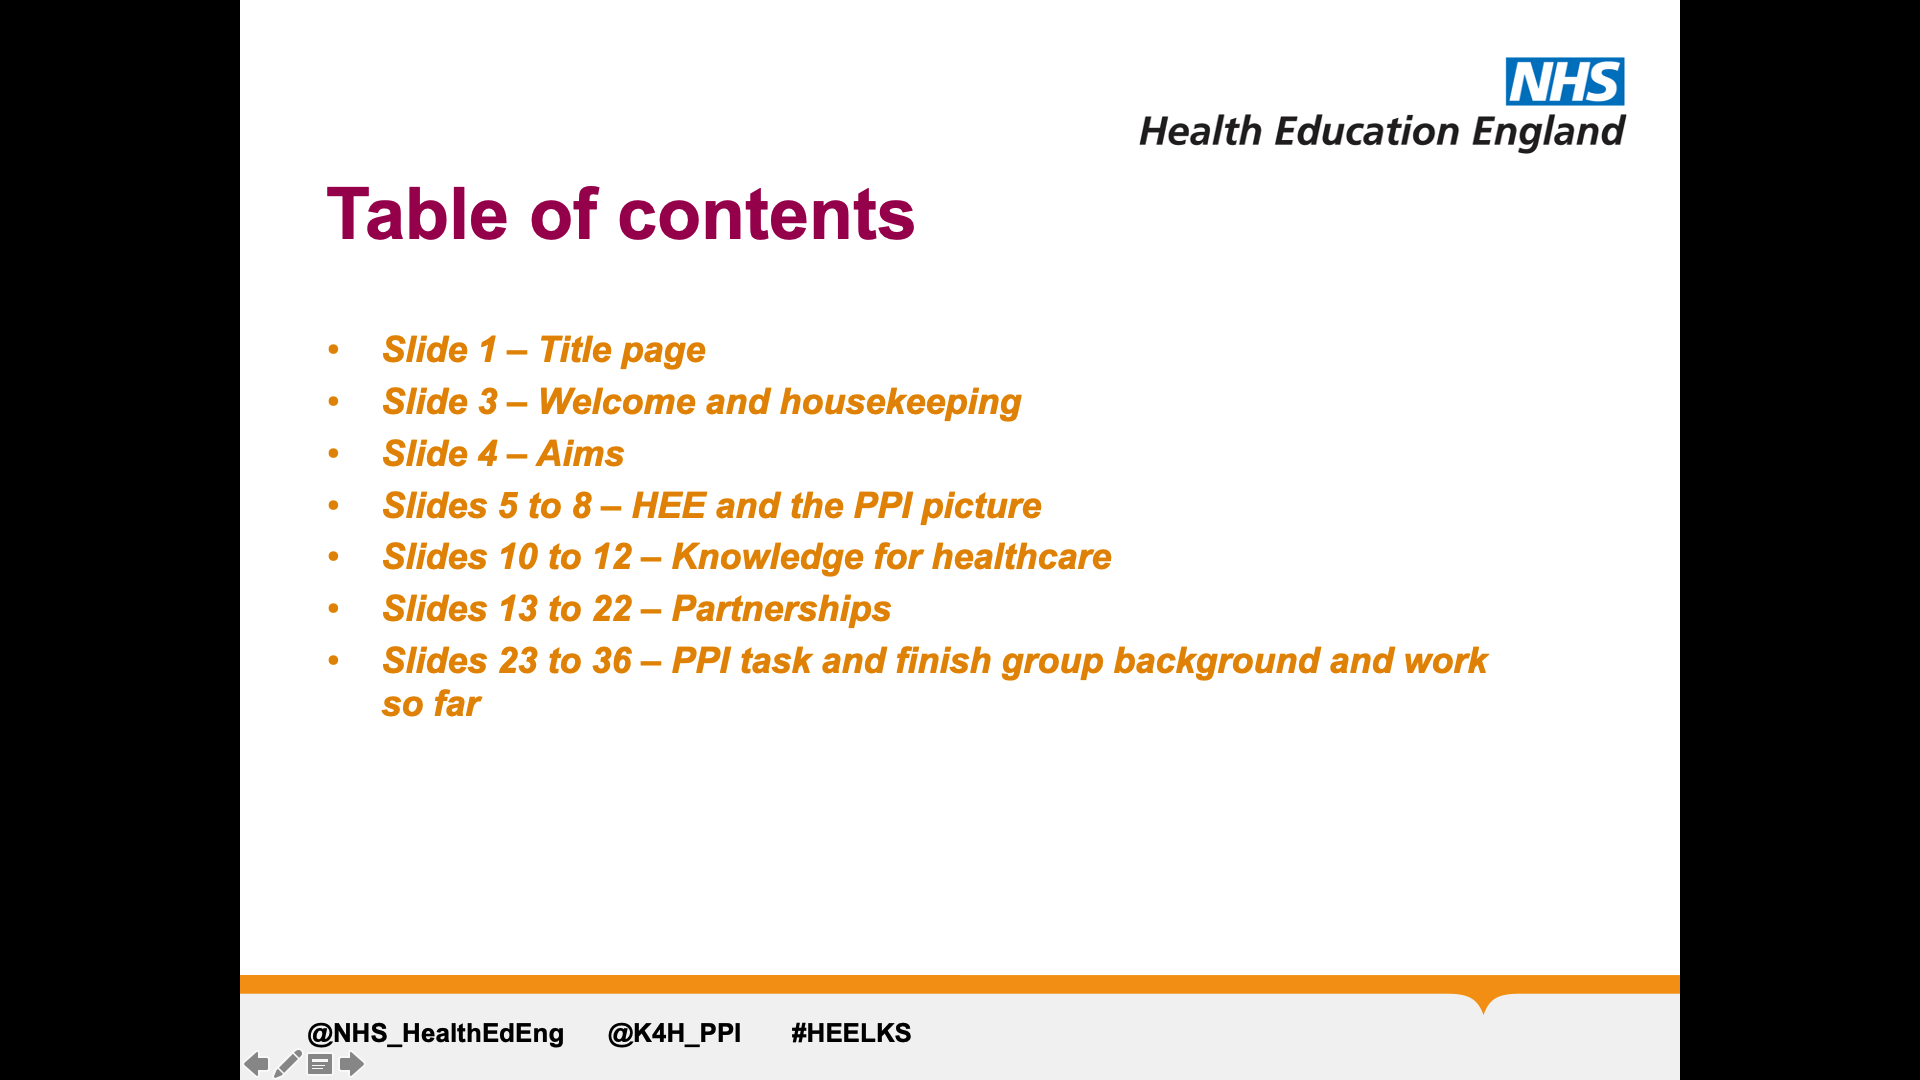 NHS
Health Education England
Table of contents
• Slide 1 – Title page
• Slide 3 – Welcome and housekeeping
• Slide 4 – Aims
• Slides 5 to 8 – HEE and the PPI picture
• Slides 10 to 12 – Knowledge for healthcare
• Slides 13 to 22 – Partnerships
• Slides 23 to 36 – PPI task and finish group background and work
so far
@NHS_HealthEdEng @K4H_PPI #HEELKS